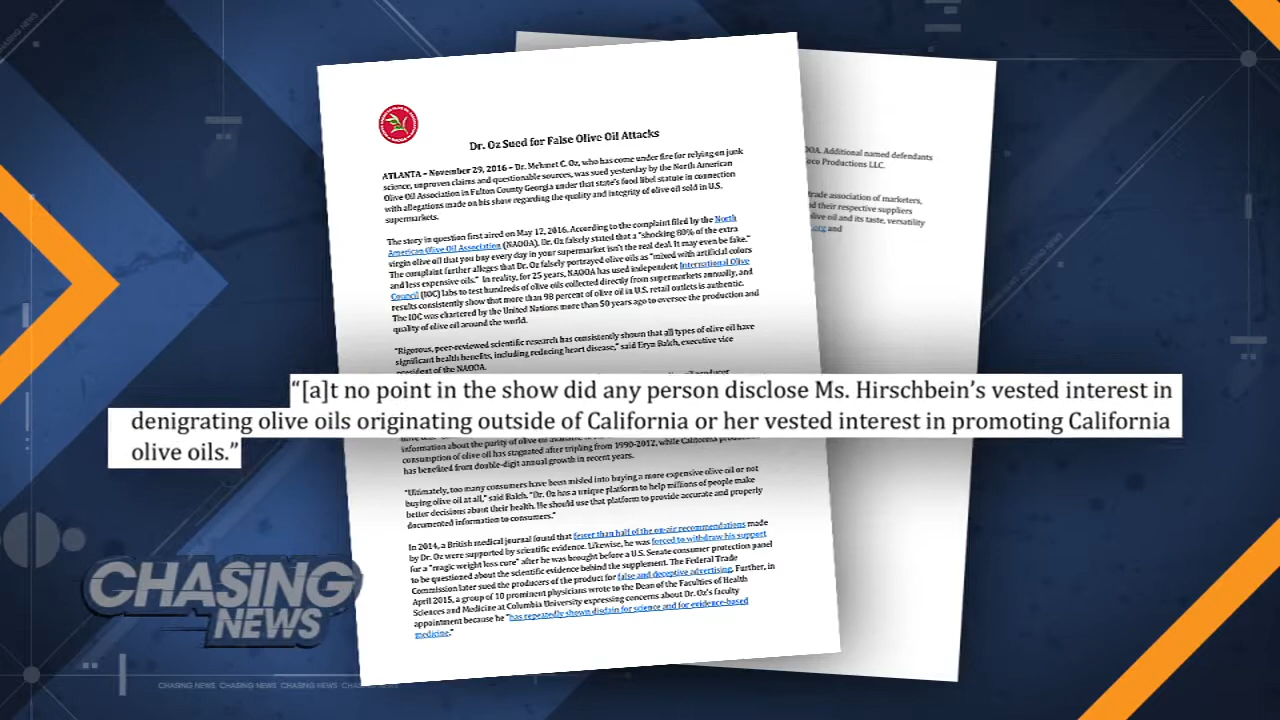 Dr. Oz Sued for False Olive Oil Attacks
ATLANTA – November 29, 2016 – Dr. Mehmet C. Oz, who has come under fire for relying on junk
science, unproven claims and questionable sources, was sued yesterday by the North American
Olive Oil Association in Fulton County Georgia under that state's food libel statute in connection
with allegations made on his show regarding the quality and integrity of olive oil sold in U.S.
supermarkets.
The story in question first aired on May 12, 2016. According to the complaint filed by the North
American Olive Oil Association (NAOOA), Dr. Oz falsely stated that a "shocking 80% of the extra
virgin olive oil that you buy every day in your supermarket isn't the real deal. It may even be fake."
The complaint further alleges that Dr. Oz falsely portrayed olive oils as "mixed with artificial colors
and less expensive oils." In reality, for 25 years, NAOOA has used independent International Olive
Council (IOC) labs to test hundreds of olive oils collected directly from supermarkets annually, and
results consistently show that more than 98 percent of olive oil in U.S. retail outlets is authentic.
The IOC was chartered by the United Nations more than 50 years ago to oversee the production and
quality of olive oil around the world.
"Rigorous, peer-reviewed scientific research has consistently shown that all types of olive oil have
significant health benefits, including reducing heart disease," said Eryn Balch, executive vice
president of the NAOOA.
"[a]t no point in the show did any person disclose Ms. Hirschbein's vested interest in
denigrating olive oils originating outside of California or her vested interest in promoting California
olive oils."
information about the purity of olive oil
consumption of olive oil has stagnated after tripling from 1990-2012, while California
has benefited from double-digit annual growth in recent years.
"Ultimately, too many consumers have been misled into buying a more expensive olive oil or not
buying olive oil at all," said Balch. "Dr. Oz has a unique platform to help millions of people make
better decisions about their health. He should use that platform to provide accurate and properly
documented information to consumers."
In 2014, a British medical journal found that fewer than half of the on-air recommendations made
by Dr. Oz were supported by scientific evidence. Likewise, he was forced to withdraw his support
for a "magic weight loss cure" after he was brought before a U.S. Senate consumer protection panel
to be questioned about the scientific evidence behind the supplement. The Federal Trade
Commission later sued the producers of the product for false and deceptive advertising. Further, in
April 2015, a group of 10 prominent physicians wrote to the Dean of the Faculties of Health
Sciences and Medicine at Columbia University expressing concerns about Dr. Oz's faculty
appointment because he "has repeatedly shown disdain for science and for evidence-based
medicine."
OOA. Additional named defendants
oco Productions LLC.
trade association of marketers,
d their respective suppliers
olive oil and its taste, versatility
.org and
CHASING
NEWS
CHASING NEWS CHASING NEWS CHASING NEWS